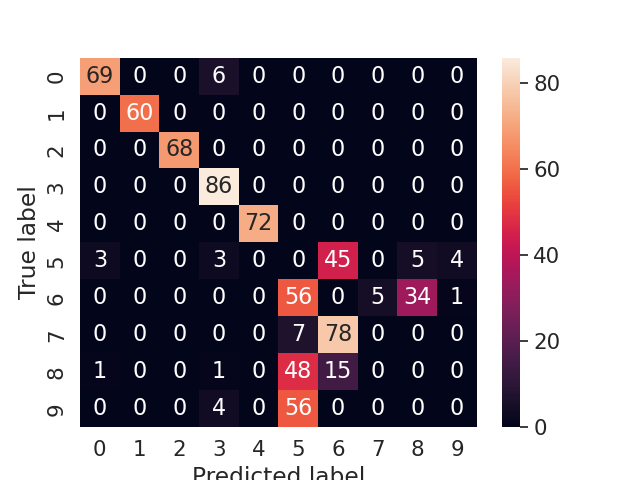 0 69 0 0 6 0 0 0 0 0 0
1 0 60 0 0 0 0 0 0 0 0
2 0 0 68 0 0 0 0 0 0 0
3 0 0 0 86 0 0 0 0 0 0
4 0 0 0 0 72 0 0 0 0 0
5 3 0 0 3 0 0 45 0 5 4
6 0 0 0 0 0 56 0 5 34 1
7 0 0 0 0 0 7 78 0 0 0
8 1 0 0 1 0 48 15 0 0 0
9 0 0 0 4 0 56 0 0 0 0
0 1 2 3 4 5 6 7 8 9
Predicted label
True label
80
60
40
20
0